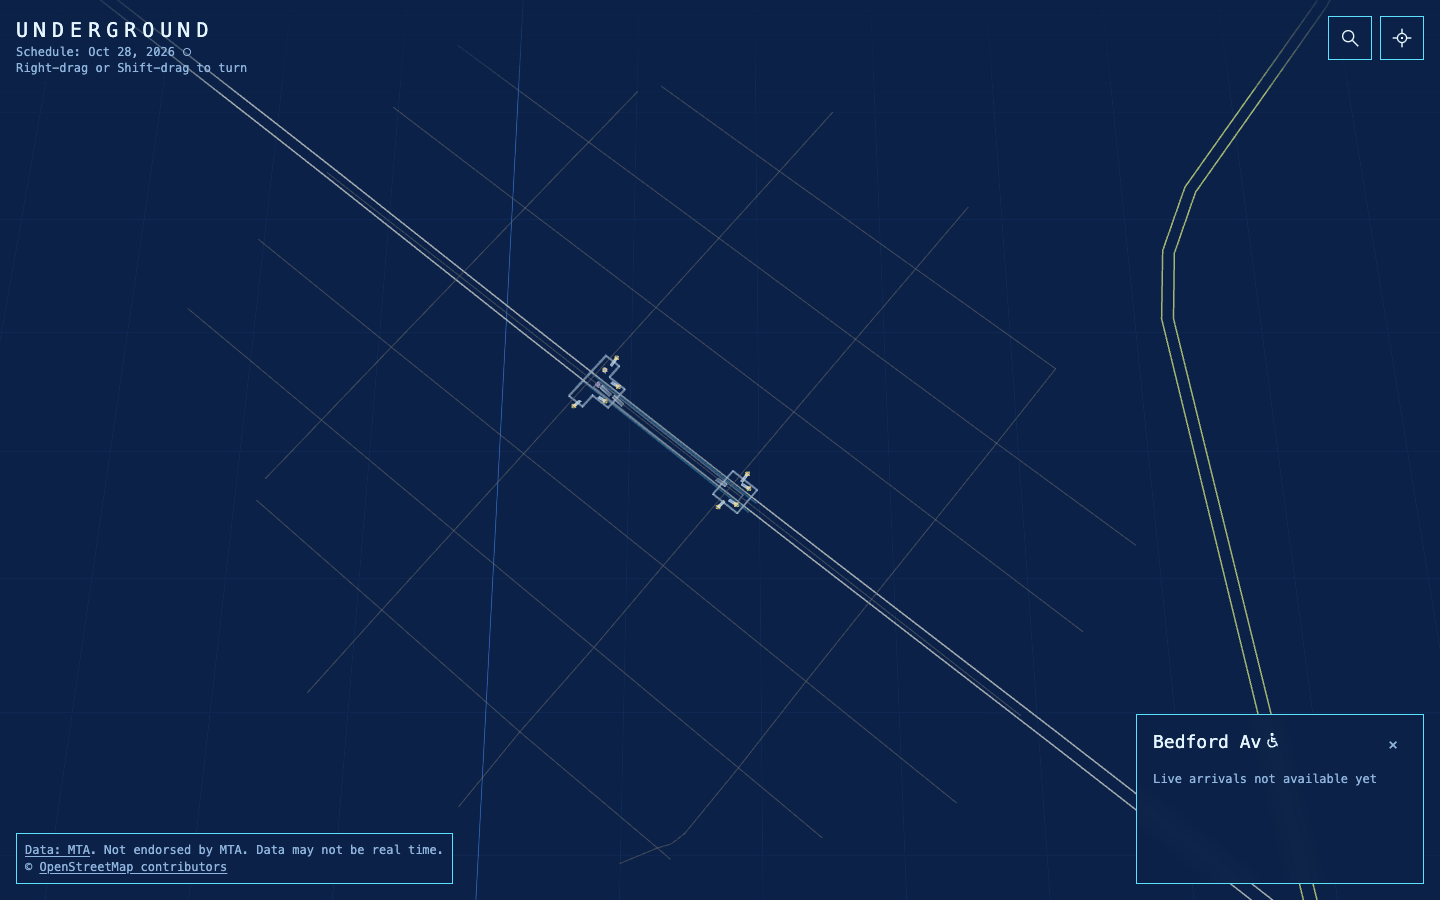 UNDERGROUND
Schedule: Oct 28, 2026
Right-drag or Shift-drag to turn
Bedford Av ♿
×
Live arrivals not available yet
Data: MTA. Not endorsed by MTA. Data may not be real time.
© OpenStreetMap contributors